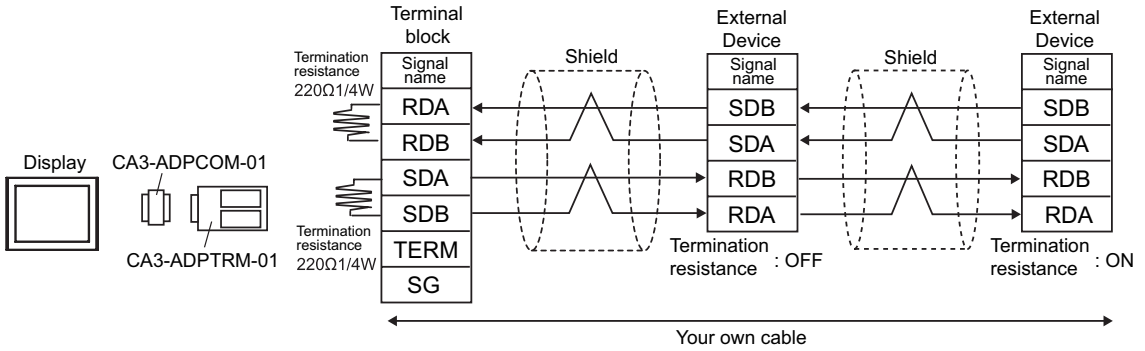 Display
CA3-ADPCOM-01
CA3-ADPTRM-01
Termination
resistance
220Ω1/4W
Termination
resistance
220Ω1/4W
Terminal
block
Signal
name
RDA
RDB
SDA
SDB
TERM
SG
Shield
External
Device
Signal
name
SDB
SDA
RDB
RDA
Termination
resistance : OFF
Shield
External
Device
Signal
name
SDB
SDA
RDB
RDA
Termination
resistance : ON
Your own cable